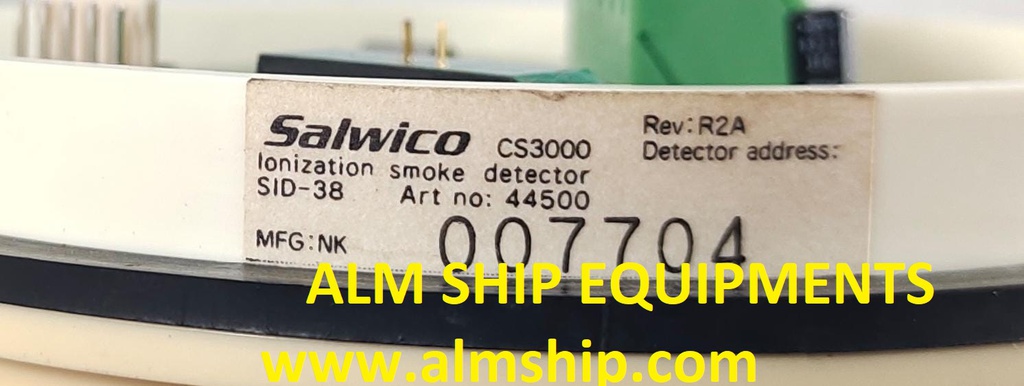 Salwico CS3000
Ionization smoke detector
SID-38 Art no: 44500
MFG:NK 007704
Rev:R2A
Detector address:
ALM SHIP EQUIPMENTS
www.almship.com